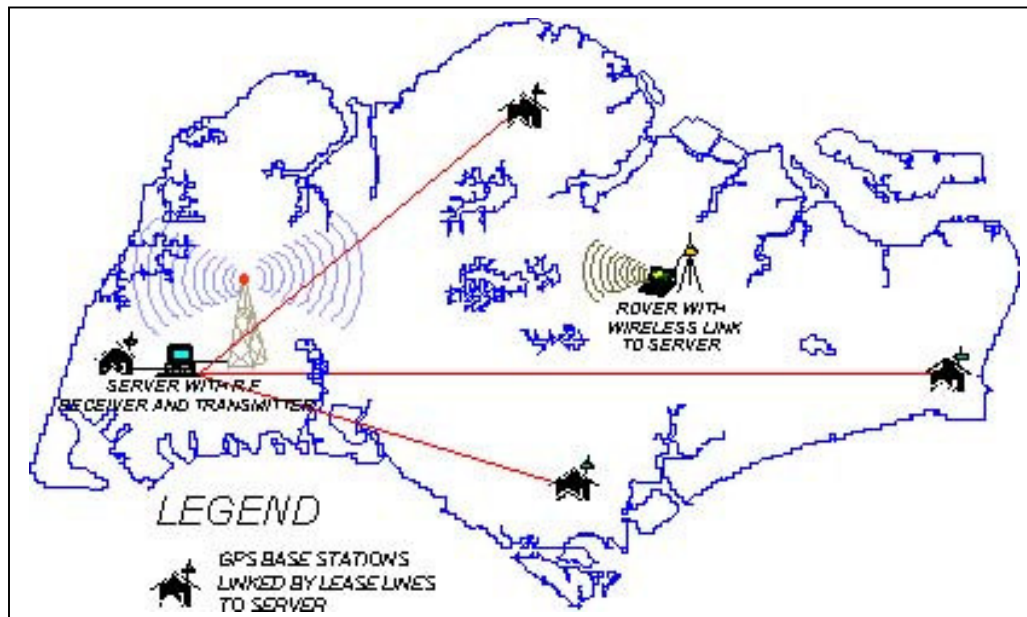 ROVER WITH
WIRELESS LINK
TO SERVER
SERVER WITH R.F
RECEIVER AND TRANSMITTER
LEGEND
GPS BASE STATIONS
LINKED BY LEASE LINES
TO SERVER